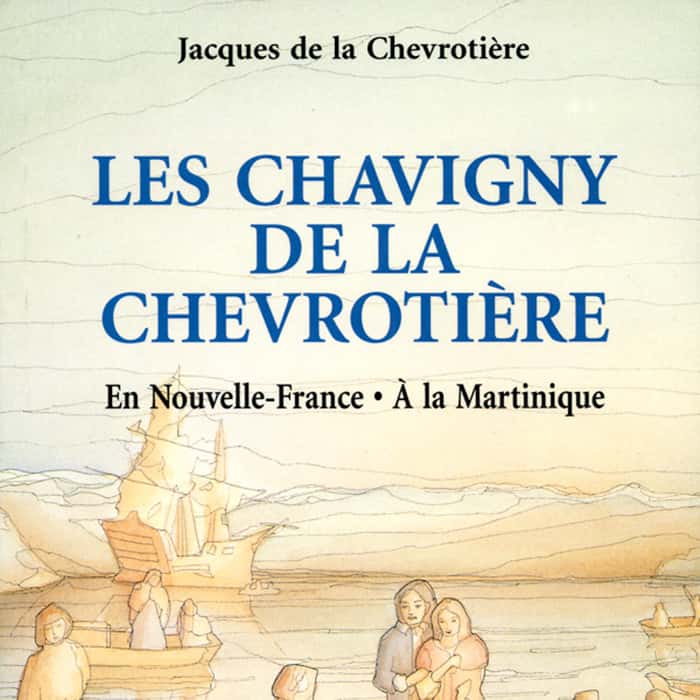 Jacques de la Chevrotière
LES CHAVIGNY
DE LA
CHEVROTIÈRE
En Nouvelle-France • À la Martinique